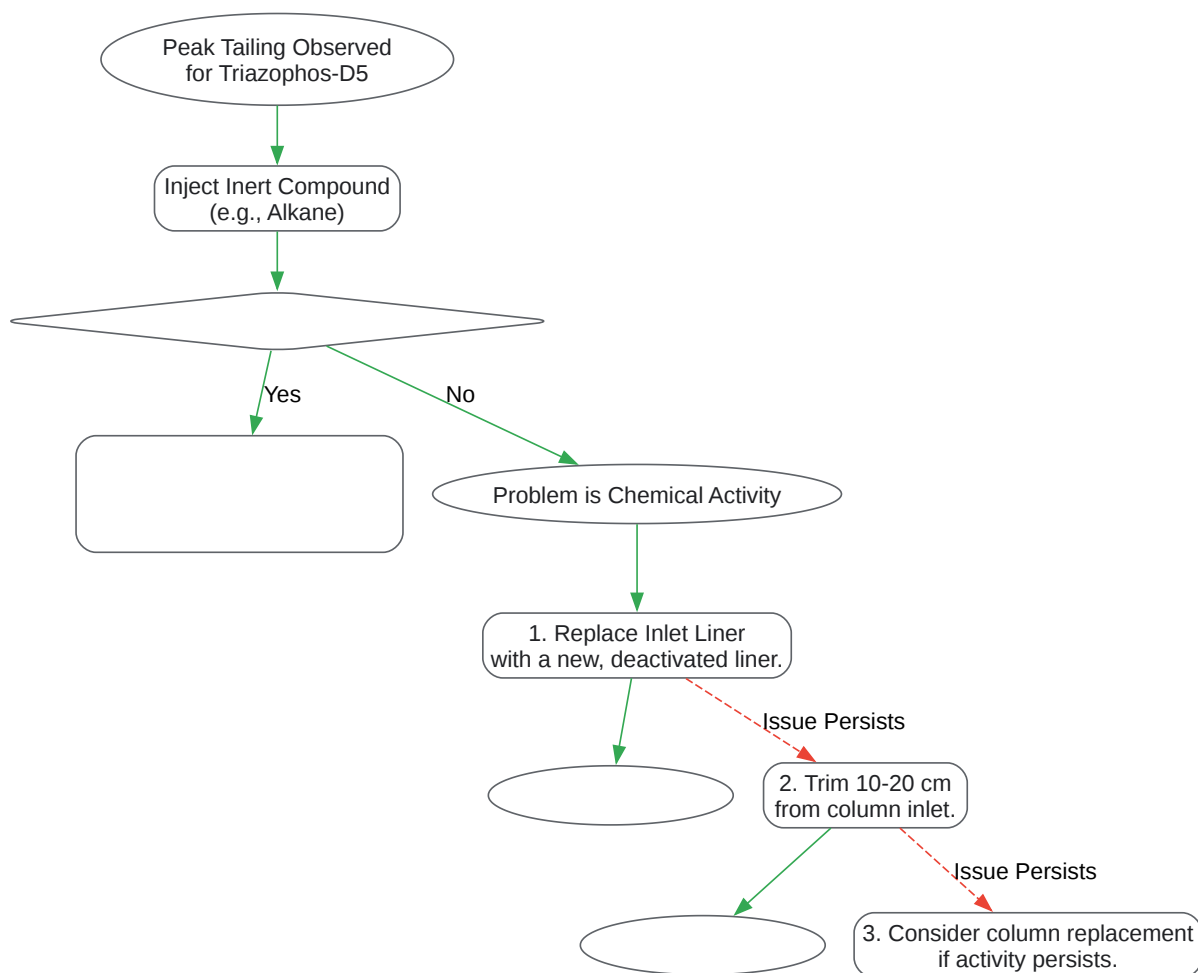 Peak Tailing Observed
for Triazophos-D5
Inject Inert Compound
(e.g., Alkane)
Yes
No
Problem is Chemical Activity
1. Replace Inlet Liner
with a new, deactivated liner.
Issue Persists
2. Trim 10-20 cm
from column inlet.
Issue Persists
3. Consider column replacement
if activity persists.